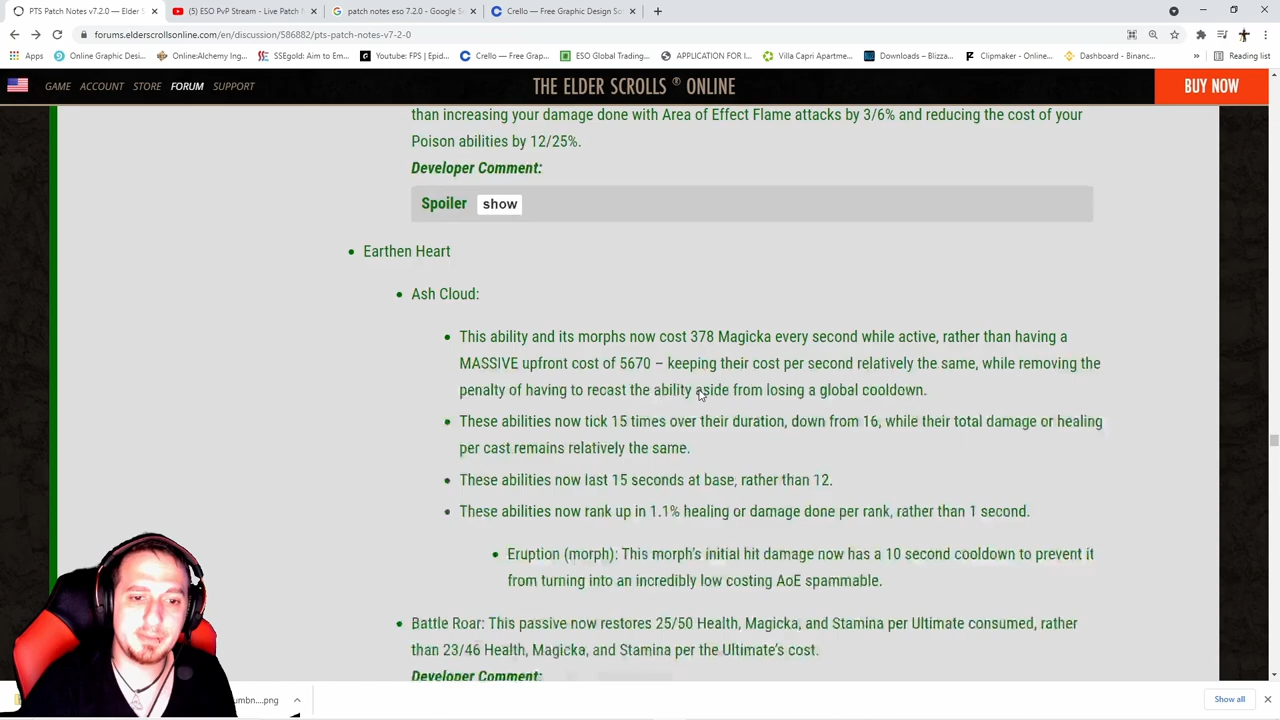 PTS Patch Notes v7.2.0 — Elder S
(5) ESO PvP Stream - Live Patch N
patch notes eso 7.2.0 - Google S
Crello — Free Graphic Design So
forums.elderscrollsonline.com/en/discussion/586882/pts-patch-notes-v7-2-0
Apps
Online Graphic Desi...
Online:Alchemy Ing...
SSEgold: Aim to Em...
Youtube: FPS | Epid...
Crello — Free Grap...
ESO Global Trading...
APPLICATION FOR I...
Villa Capri Apartme...
Downloads – Blizza...
Clipmaker - Online...
Dashboard - Binanc...
»
Reading list
GAME ACCOUNT STORE FORUM SUPPORT
THE ELDER SCROLLS ® ONLINE
BUY NOW
than increasing your damage done with Area of Effect Flame attacks by 3/6% and reducing the cost of your
Poison abilities by 12/25%.
Developer Comment:
Spoiler show
Earthen Heart
Ash Cloud:
This ability and its morphs now cost 378 Magicka every second while active, rather than having a
MASSIVE upfront cost of 5670 – keeping their cost per second relatively the same, while removing the
penalty of having to recast the ability aside from losing a global cooldown.
These abilities now tick 15 times over their duration, down from 16, while their total damage or healing
per cast remains relatively the same.
These abilities now last 15 seconds at base, rather than 12.
These abilities now rank up in 1.1% healing or damage done per rank, rather than 1 second.
Eruption (morph): This morph's initial hit damage now has a 10 second cooldown to prevent it
from turning into an incredibly low costing AoE spammable.
Battle Roar: This passive now restores 25/50 Health, Magicka, and Stamina per Ultimate consumed, rather
than 23/46 Health, Magicka, and Stamina per the Ultimate's cost.
Developer Comment:
umbn....png
Show all